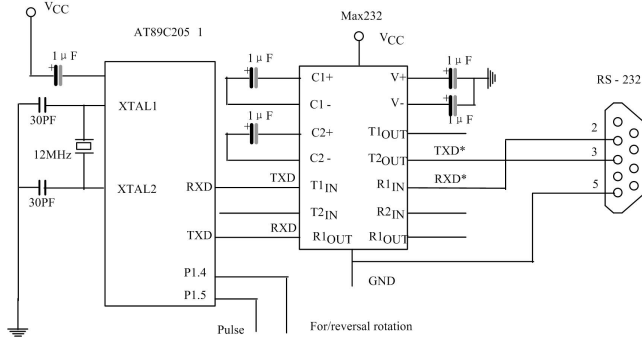 VCC
AT89C205 1
1 μ F
XTAL1
30PF
12MHz
XTAL2
30PF
RXD
TXD
P1.4
P1.5
Pulse
For/reversal rotation
TXD
RXD
Max232
VCC
1 μ F
C1+
C1 -
1 μ F
C2+
C2 -
T1IN
T2IN
R1OUT
V+
V-
T1OUT
T2OUT
R1IN
R2IN
R1OUT
1 μ F
1 μ F
TXD*
RXD*
GND
RS - 232
2
3
5